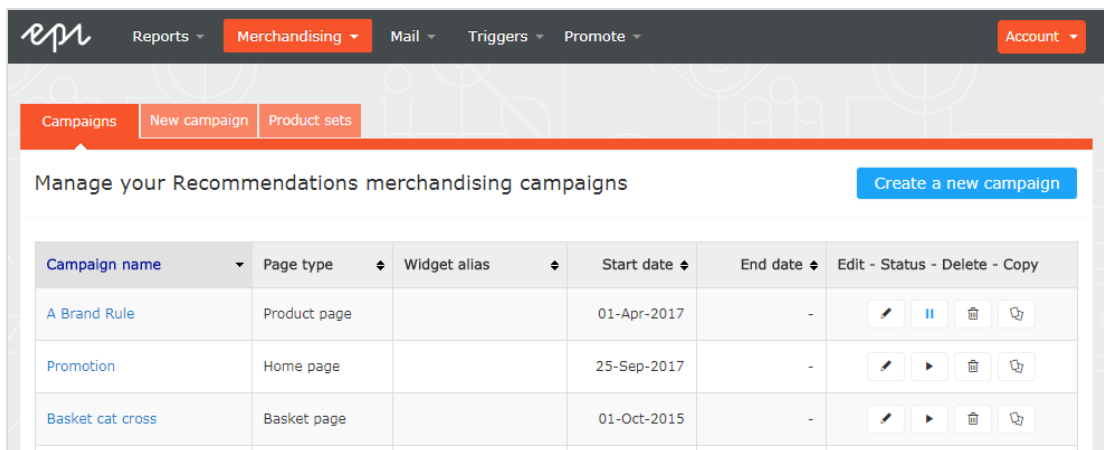 epi Reports Merchandising Mail Triggers Promote Account
Campaigns New campaign Product sets
Manage your Recommendations merchandising campaigns Create a new campaign
Campaign name Page type Widget alias Start date End date Edit - Status - Delete - Copy
A Brand Rule Product page 01-Apr-2017 -
Promotion Home page 25-Sep-2017 -
Basket cat cross Basket page 01-Oct-2015 -